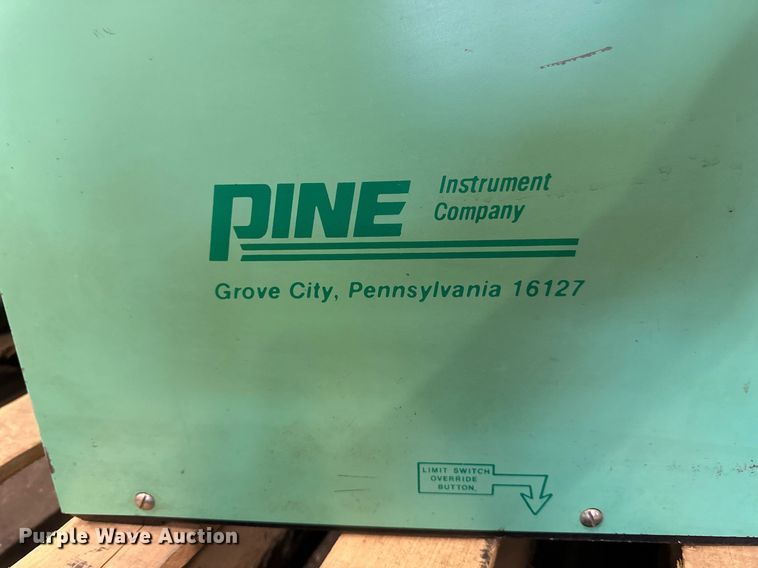 PINE
Instrument
Company
Grove City, Pennsylvania 16127
LIMIT SWITCH
OVERRIDE
BUTTON
Purple Wave Auction